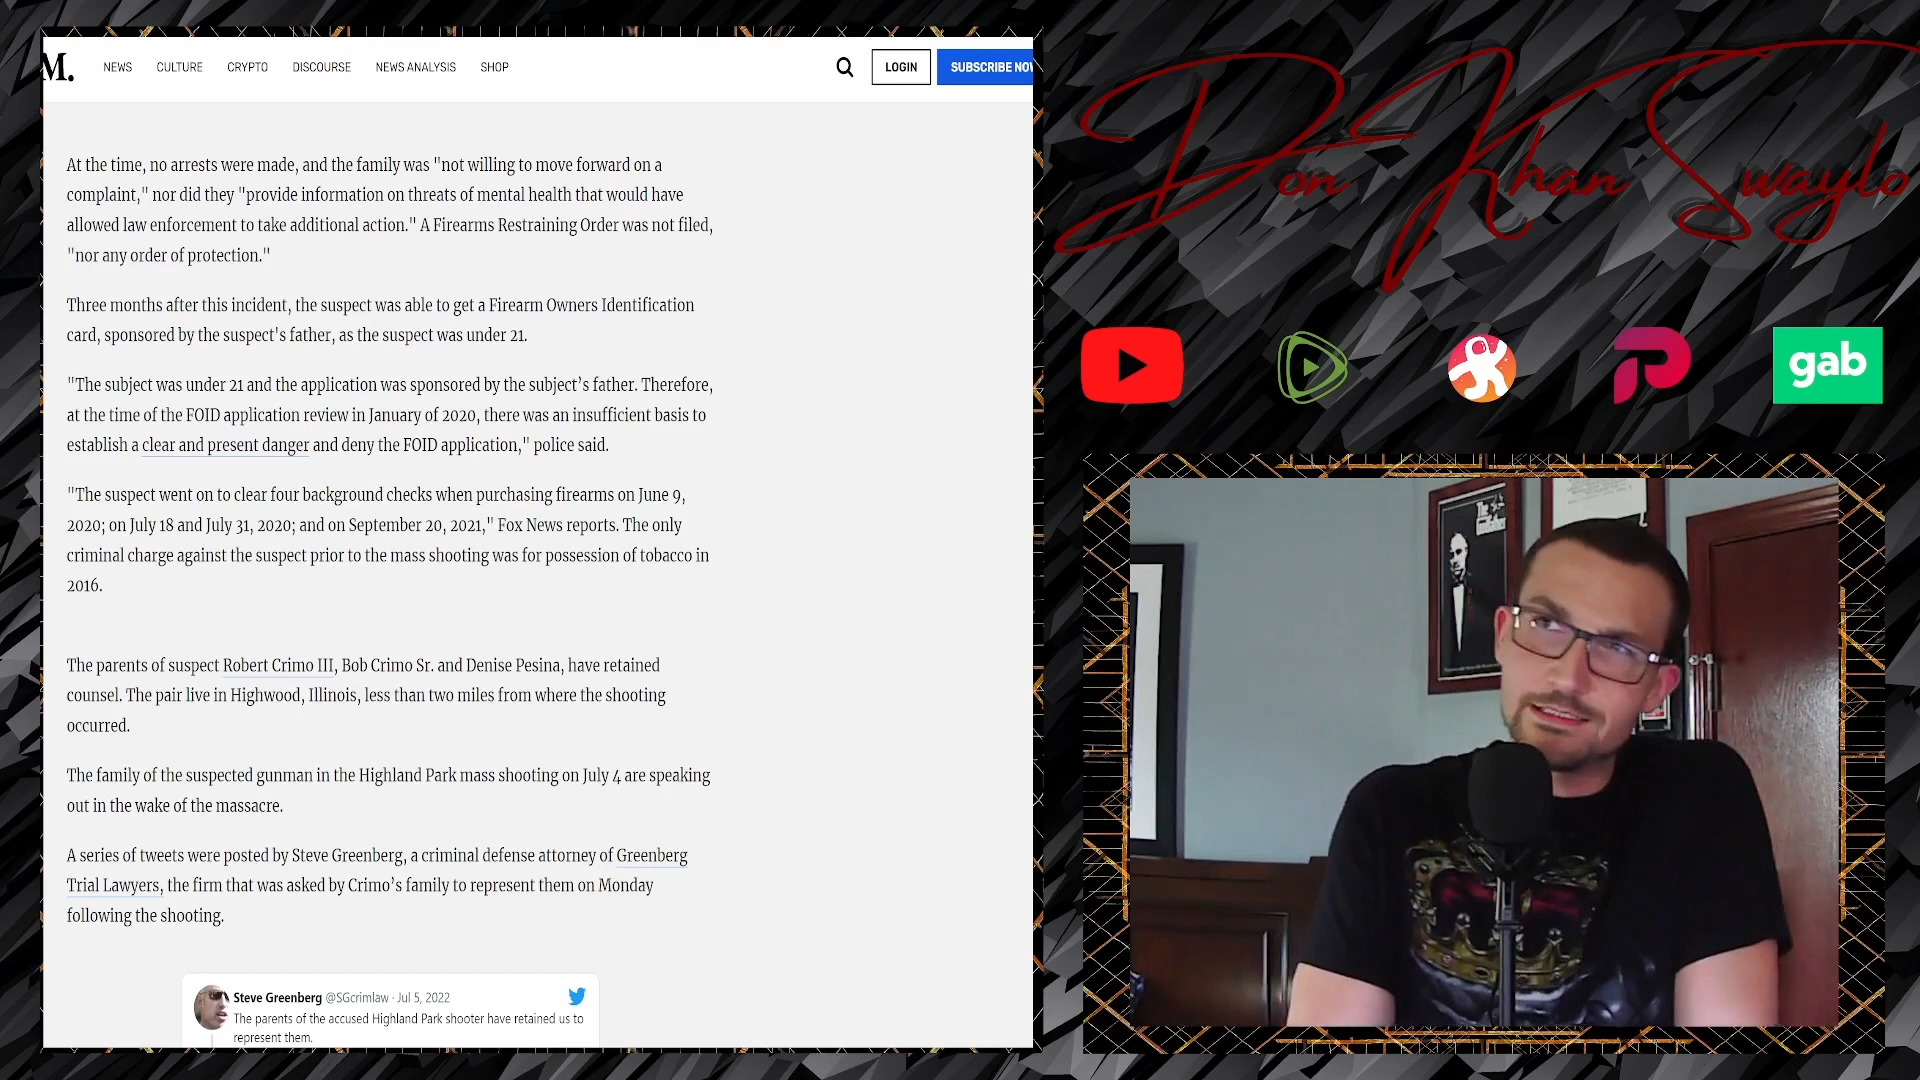 M.
NEWS
CULTURE
CRYPTO
DISCOURSE
NEWS ANALYSIS
SHOP
LOGIN
SUBSCRIBE NOW
At the time, no arrests were made, and the family was "not willing to move forward on a
complaint," nor did they "provide information on threats of mental health that would have
allowed law enforcement to take additional action." A Firearms Restraining Order was not filed,
"nor any order of protection."
Three months after this incident, the suspect was able to get a Firearm Owners Identification
card, sponsored by the suspect's father, as the suspect was under 21.
"The subject was under 21 and the application was sponsored by the subject’s father. Therefore,
at the time of the FOID application review in January of 2020, there was an insufficient basis to
establish a clear and present danger and deny the FOID application," police said.
"The suspect went on to clear four background checks when purchasing firearms on June 9,
2020; on July 18 and July 31, 2020; and on September 20, 2021," Fox News reports. The only
criminal charge against the suspect prior to the mass shooting was for possession of tobacco in
2016.
The parents of suspect Robert Crimo III, Bob Crimo Sr. and Denise Pesina, have retained
counsel. The pair live in Highwood, Illinois, less than two miles from where the shooting
occurred.
The family of the suspected gunman in the Highland Park mass shooting on July 4 are speaking
out in the wake of the massacre.
A series of tweets were posted by Steve Greenberg, a criminal defense attorney of Greenberg
Trial Lawyers, the firm that was asked by Crimo’s family to represent them on Monday
following the shooting.
Steve Greenberg @SGcrimlaw · Jul 5, 2022
The parents of the accused Highland Park shooter have retained us to
represent them.
Don Khan Swaylo
gab